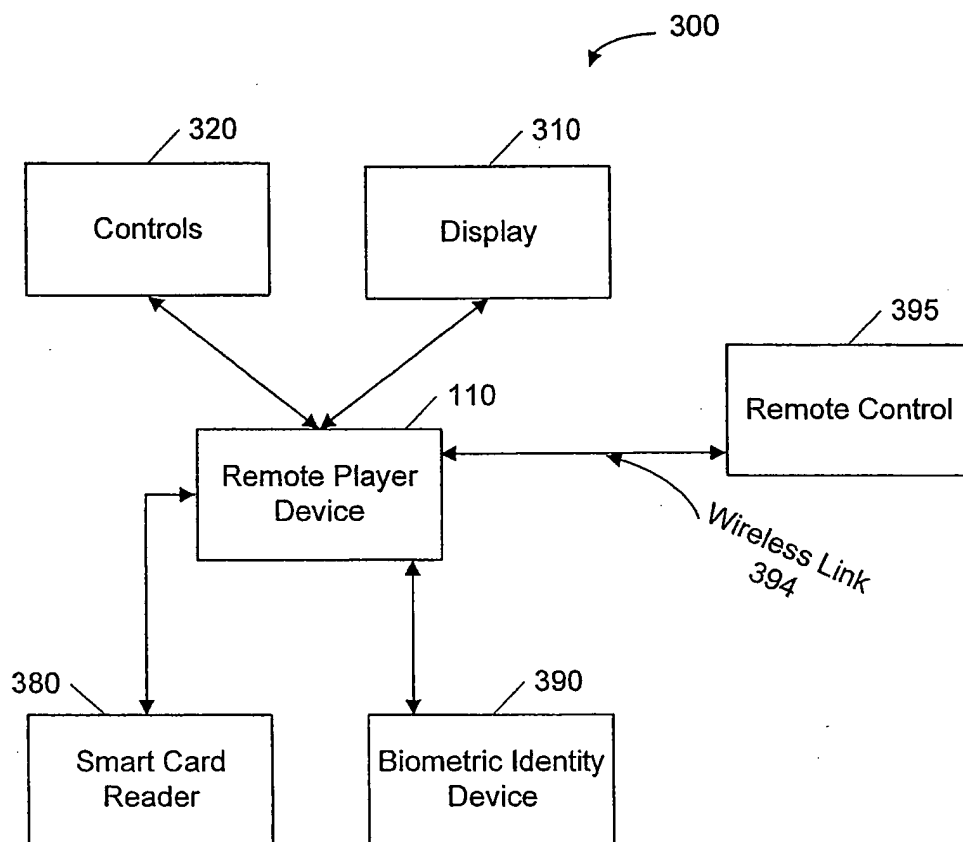 300
320
310
Controls
Display
395
Remote Control
110
Remote Player
Device
Wireless Link
394
380
390
Smart Card
Reader
Biometric Identity
Device